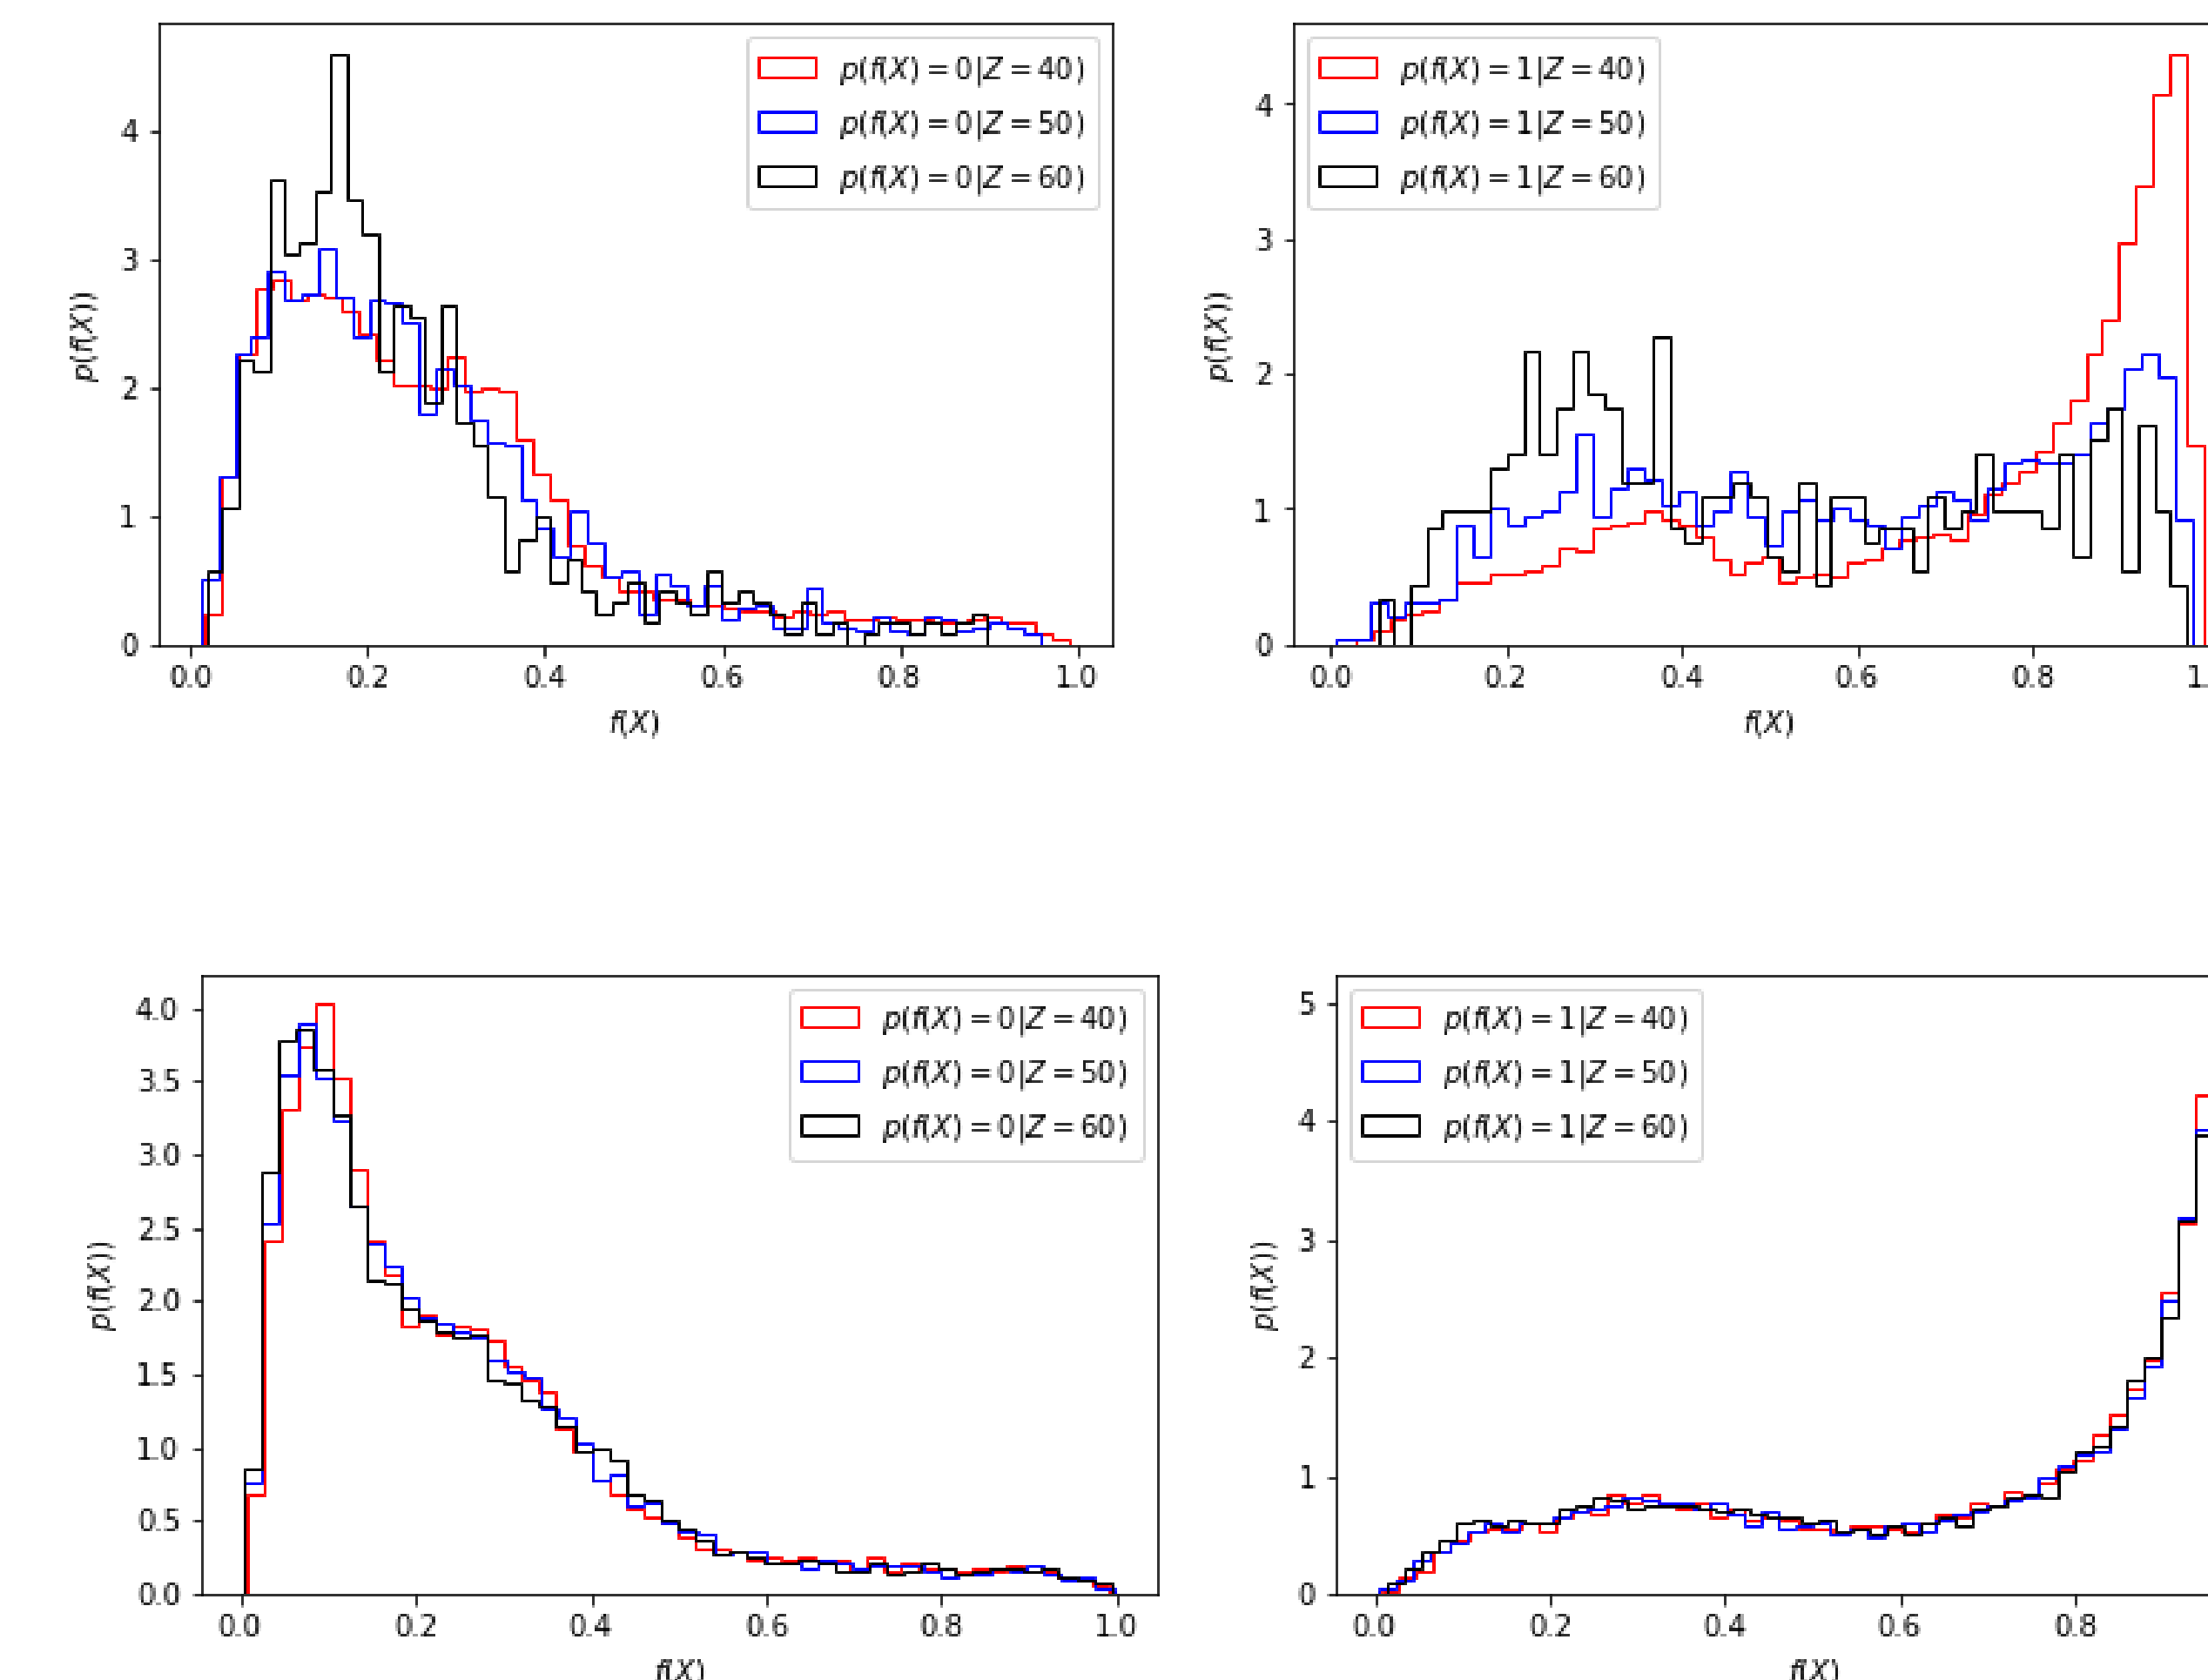 p(f(X) = 0|Z = 40)
p(f(X) = 0|Z = 50)
p(f(X) = 0|Z = 60)
4
3
2
1
0
p(f(X))
0.0 0.2 0.4 0.6 0.8 1.0
f(X)
p(f(X) = 1|Z = 40)
p(f(X) = 1|Z = 50)
p(f(X) = 1|Z = 60)
4
3
2
1
0
p(f(X))
0.0 0.2 0.4 0.6 0.8
f(X)
p(f(X) = 0|Z = 40)
p(f(X) = 0|Z = 50)
p(f(X) = 0|Z = 60)
4.0
3.5
3.0
2.5
2.0
1.5
1.0
0.5
0.0
p(f(X))
0.0 0.2 0.4 0.6 0.8 1.0
f(X)
p(f(X) = 1|Z = 40)
p(f(X) = 1|Z = 50)
p(f(X) = 1|Z = 60)
5
4
3
2
1
0
p(f(X))
0.0 0.2 0.4 0.6 0.8
f(X)